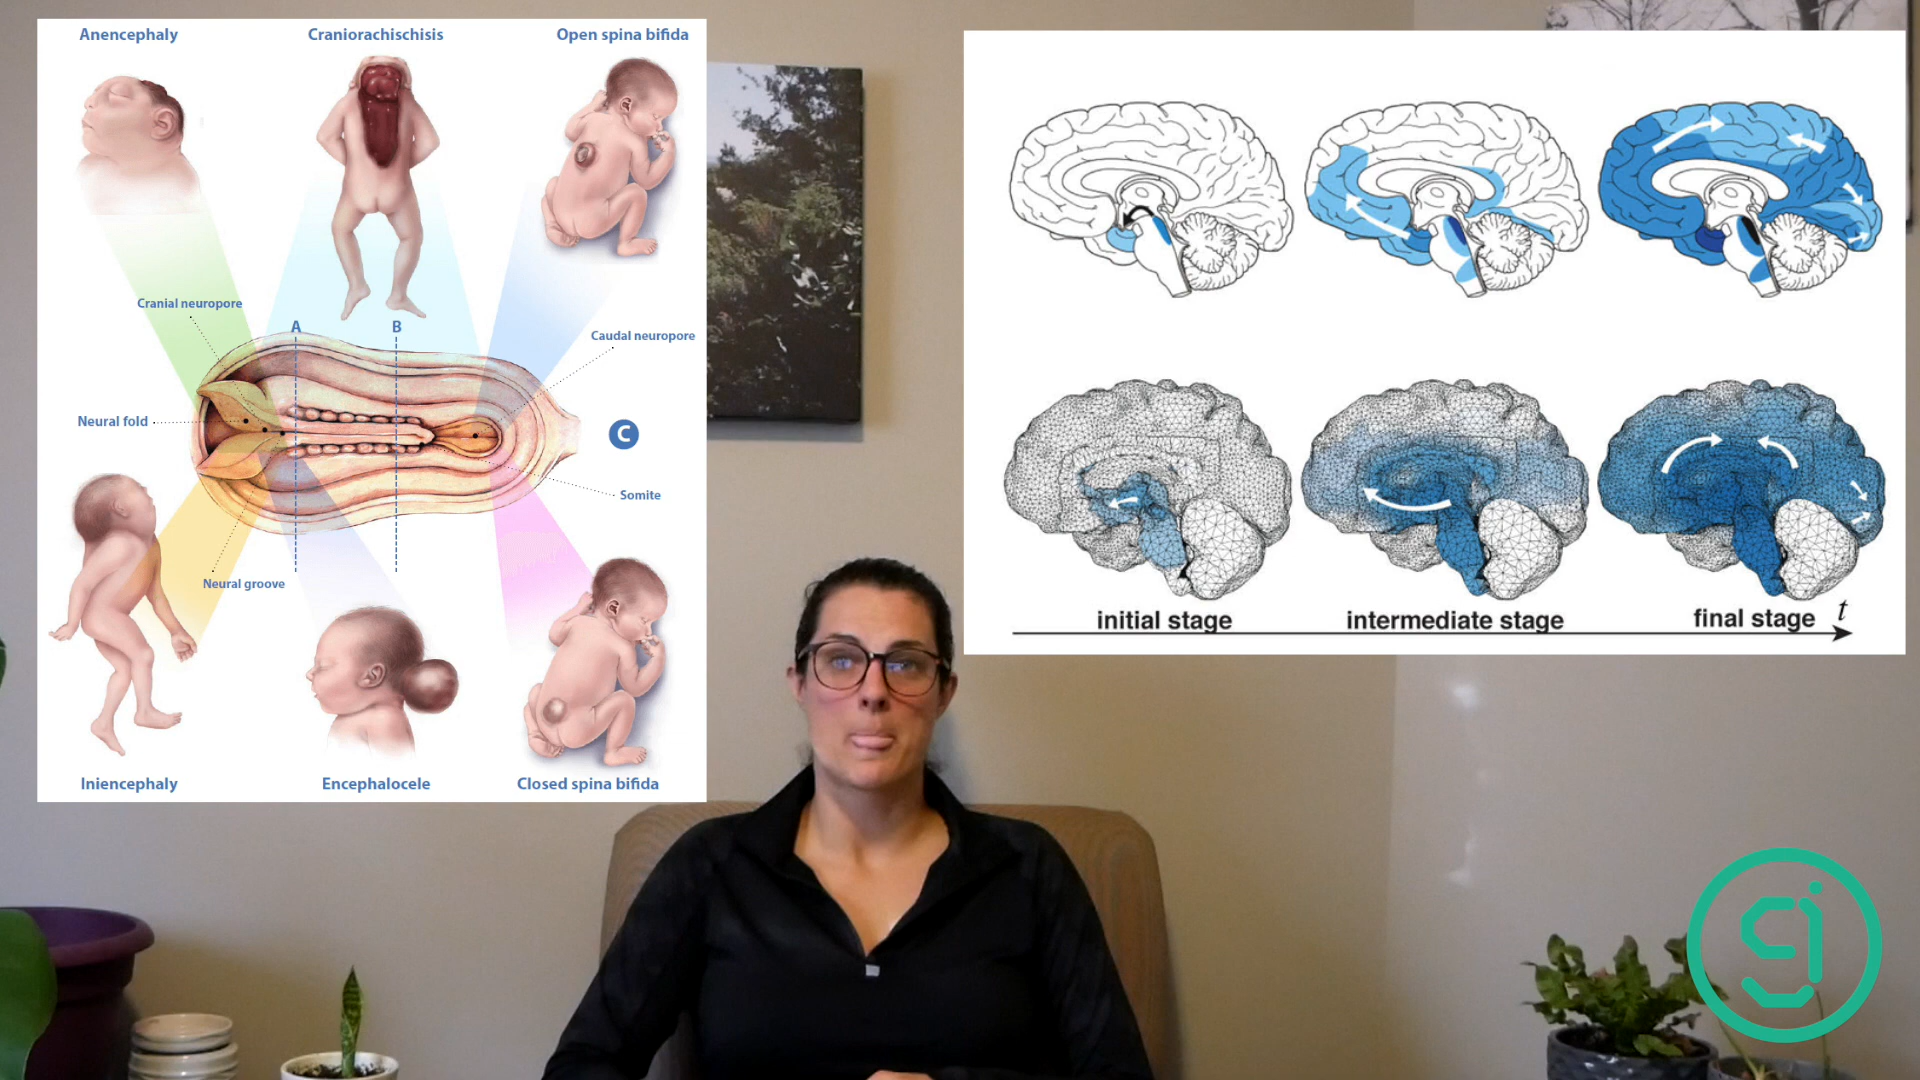 Anencephaly
Craniorachischisis
Open spina bifida
Cranial neuropore
A
B
Caudal neuropore
Neural fold
C
Somite
Neural groove
Iniencephaly
Encephalocele
Closed spina bifida
initial stage
intermediate stage
final stage
t
gi